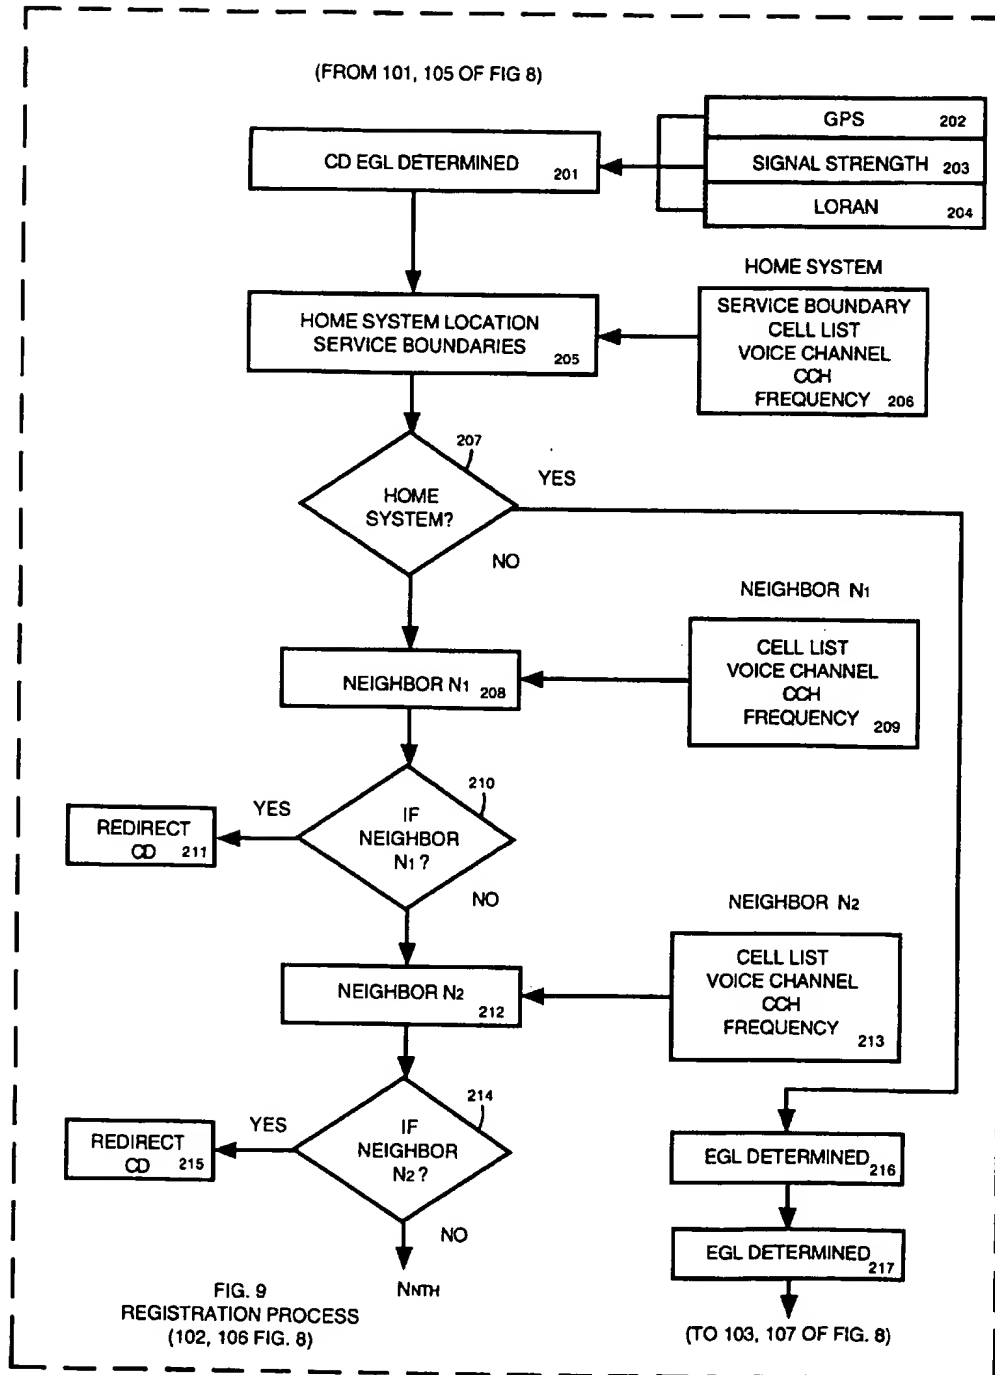 (FROM 101, 105 OF FIG 8)
CD EGL DETERMINED 201
GPS 202
SIGNAL STRENGTH 203
LORAN 204
HOME SYSTEM
SERVICE BOUNDARY
CELL LIST
VOICE CHANNEL
CCH
FREQUENCY 206
HOME SYSTEM LOCATION
SERVICE BOUNDARIES 205
207
HOME
SYSTEM?
YES
NO
NEIGHBOR N1
CELL LIST
VOICE CHANNEL
CCH
FREQUENCY 209
NEIGHBOR N1 208
210
IF
NEIGHBOR
N1 ?
YES
REDIRECT
CD 211
NO
NEIGHBOR N2
CELL LIST
VOICE CHANNEL
CCH
FREQUENCY 213
NEIGHBOR N2 212
214
IF
NEIGHBOR
N2 ?
YES
REDIRECT
CD 215
NO
NNTH
EGL DETERMINED 216
EGL DETERMINED 217
(TO 103, 107 OF FIG. 8)
FIG. 9
REGISTRATION PROCESS
(102, 106 FIG. 8)